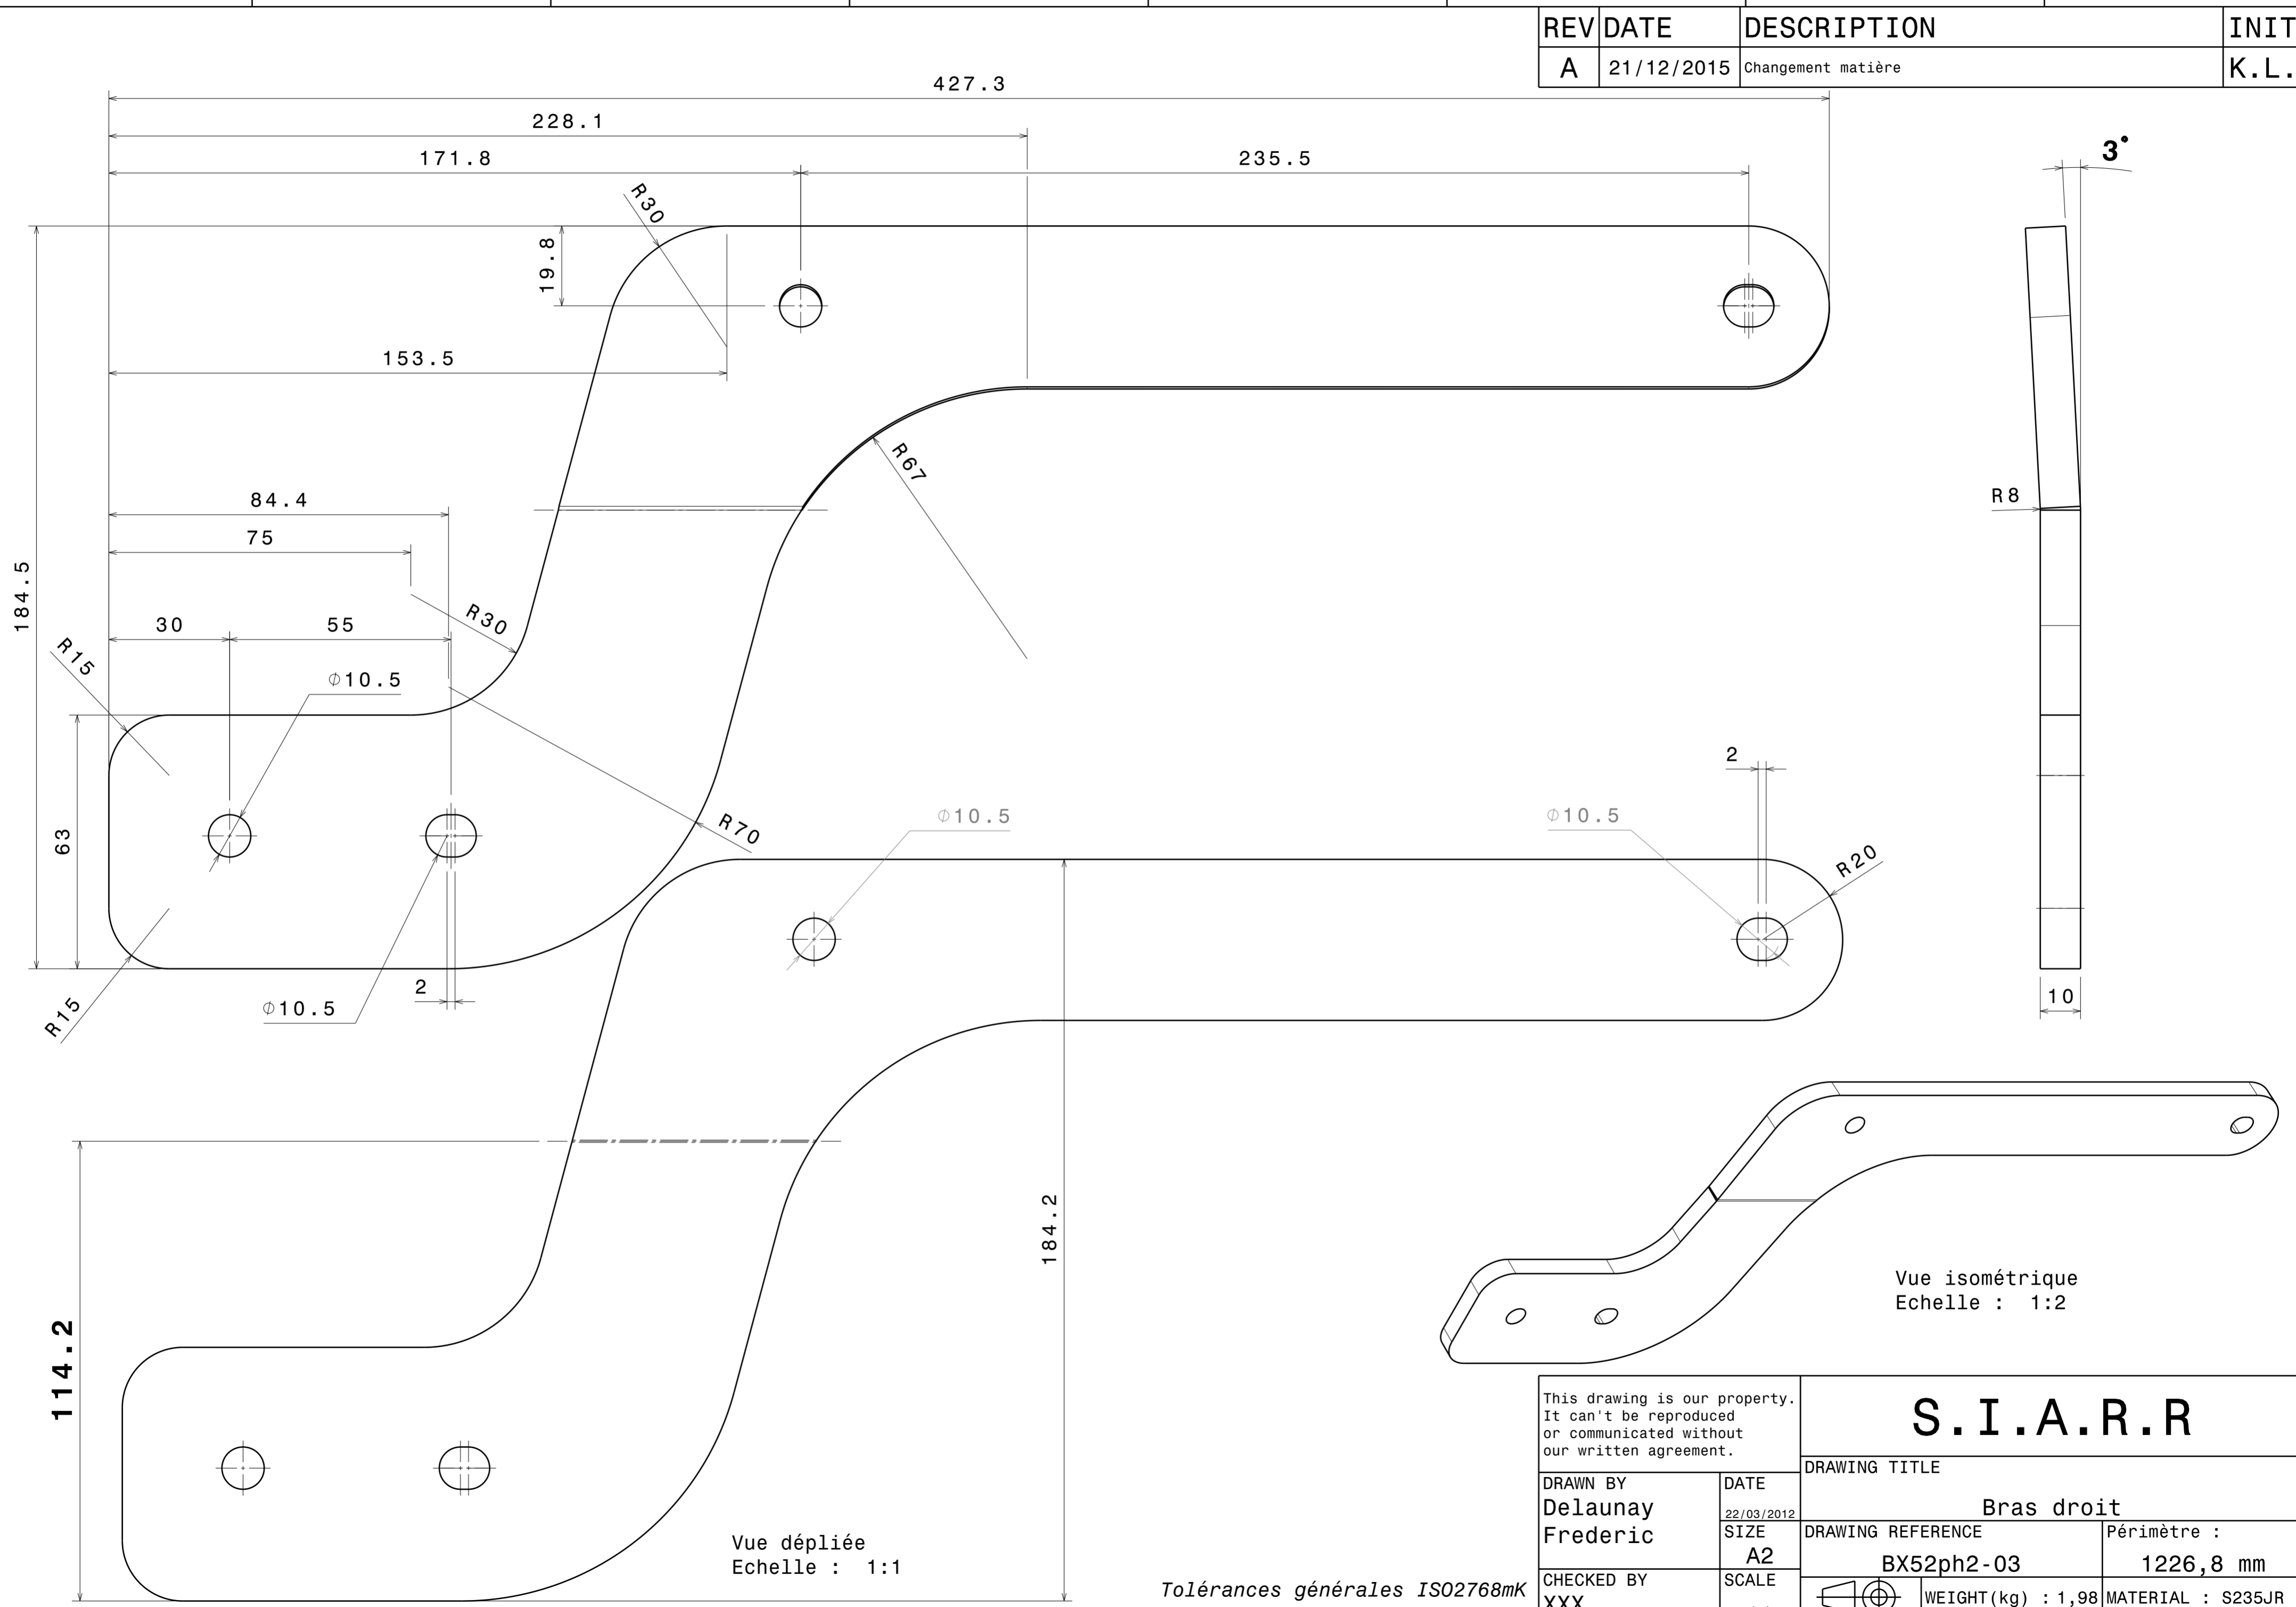 REV DATE DESCRIPTION INIT
A 21/12/2015 Changement matière K.L.
427.3
228.1
171.8 235.5
3°
R30
19.8
153.5
R67
84.4
R8
75
184.5
30 55
R30
R15
Ø10.5
63
R70
2
Ø10.5 Ø10.5
R20
2
Ø10.5
R15
10
184.2
114.2
Vue isométrique
Echelle : 1:2
Vue dépliée
Echelle : 1:1
Tolérances générales ISO2768mK
This drawing is our property.
It can't be reproduced
or communicated without
our written agreement.
S.I.A.R.R
DRAWING TITLE
Bras droit
DRAWN BY DATE
Delaunay
Frederic
22/03/2012
SIZE
A2
DRAWING REFERENCE
BX52ph2-03
Périmètre :
1226,8 mm
CHECKED BY SCALE
XXX
WEIGHT(kg) : 1,98 MATERIAL : S235JR